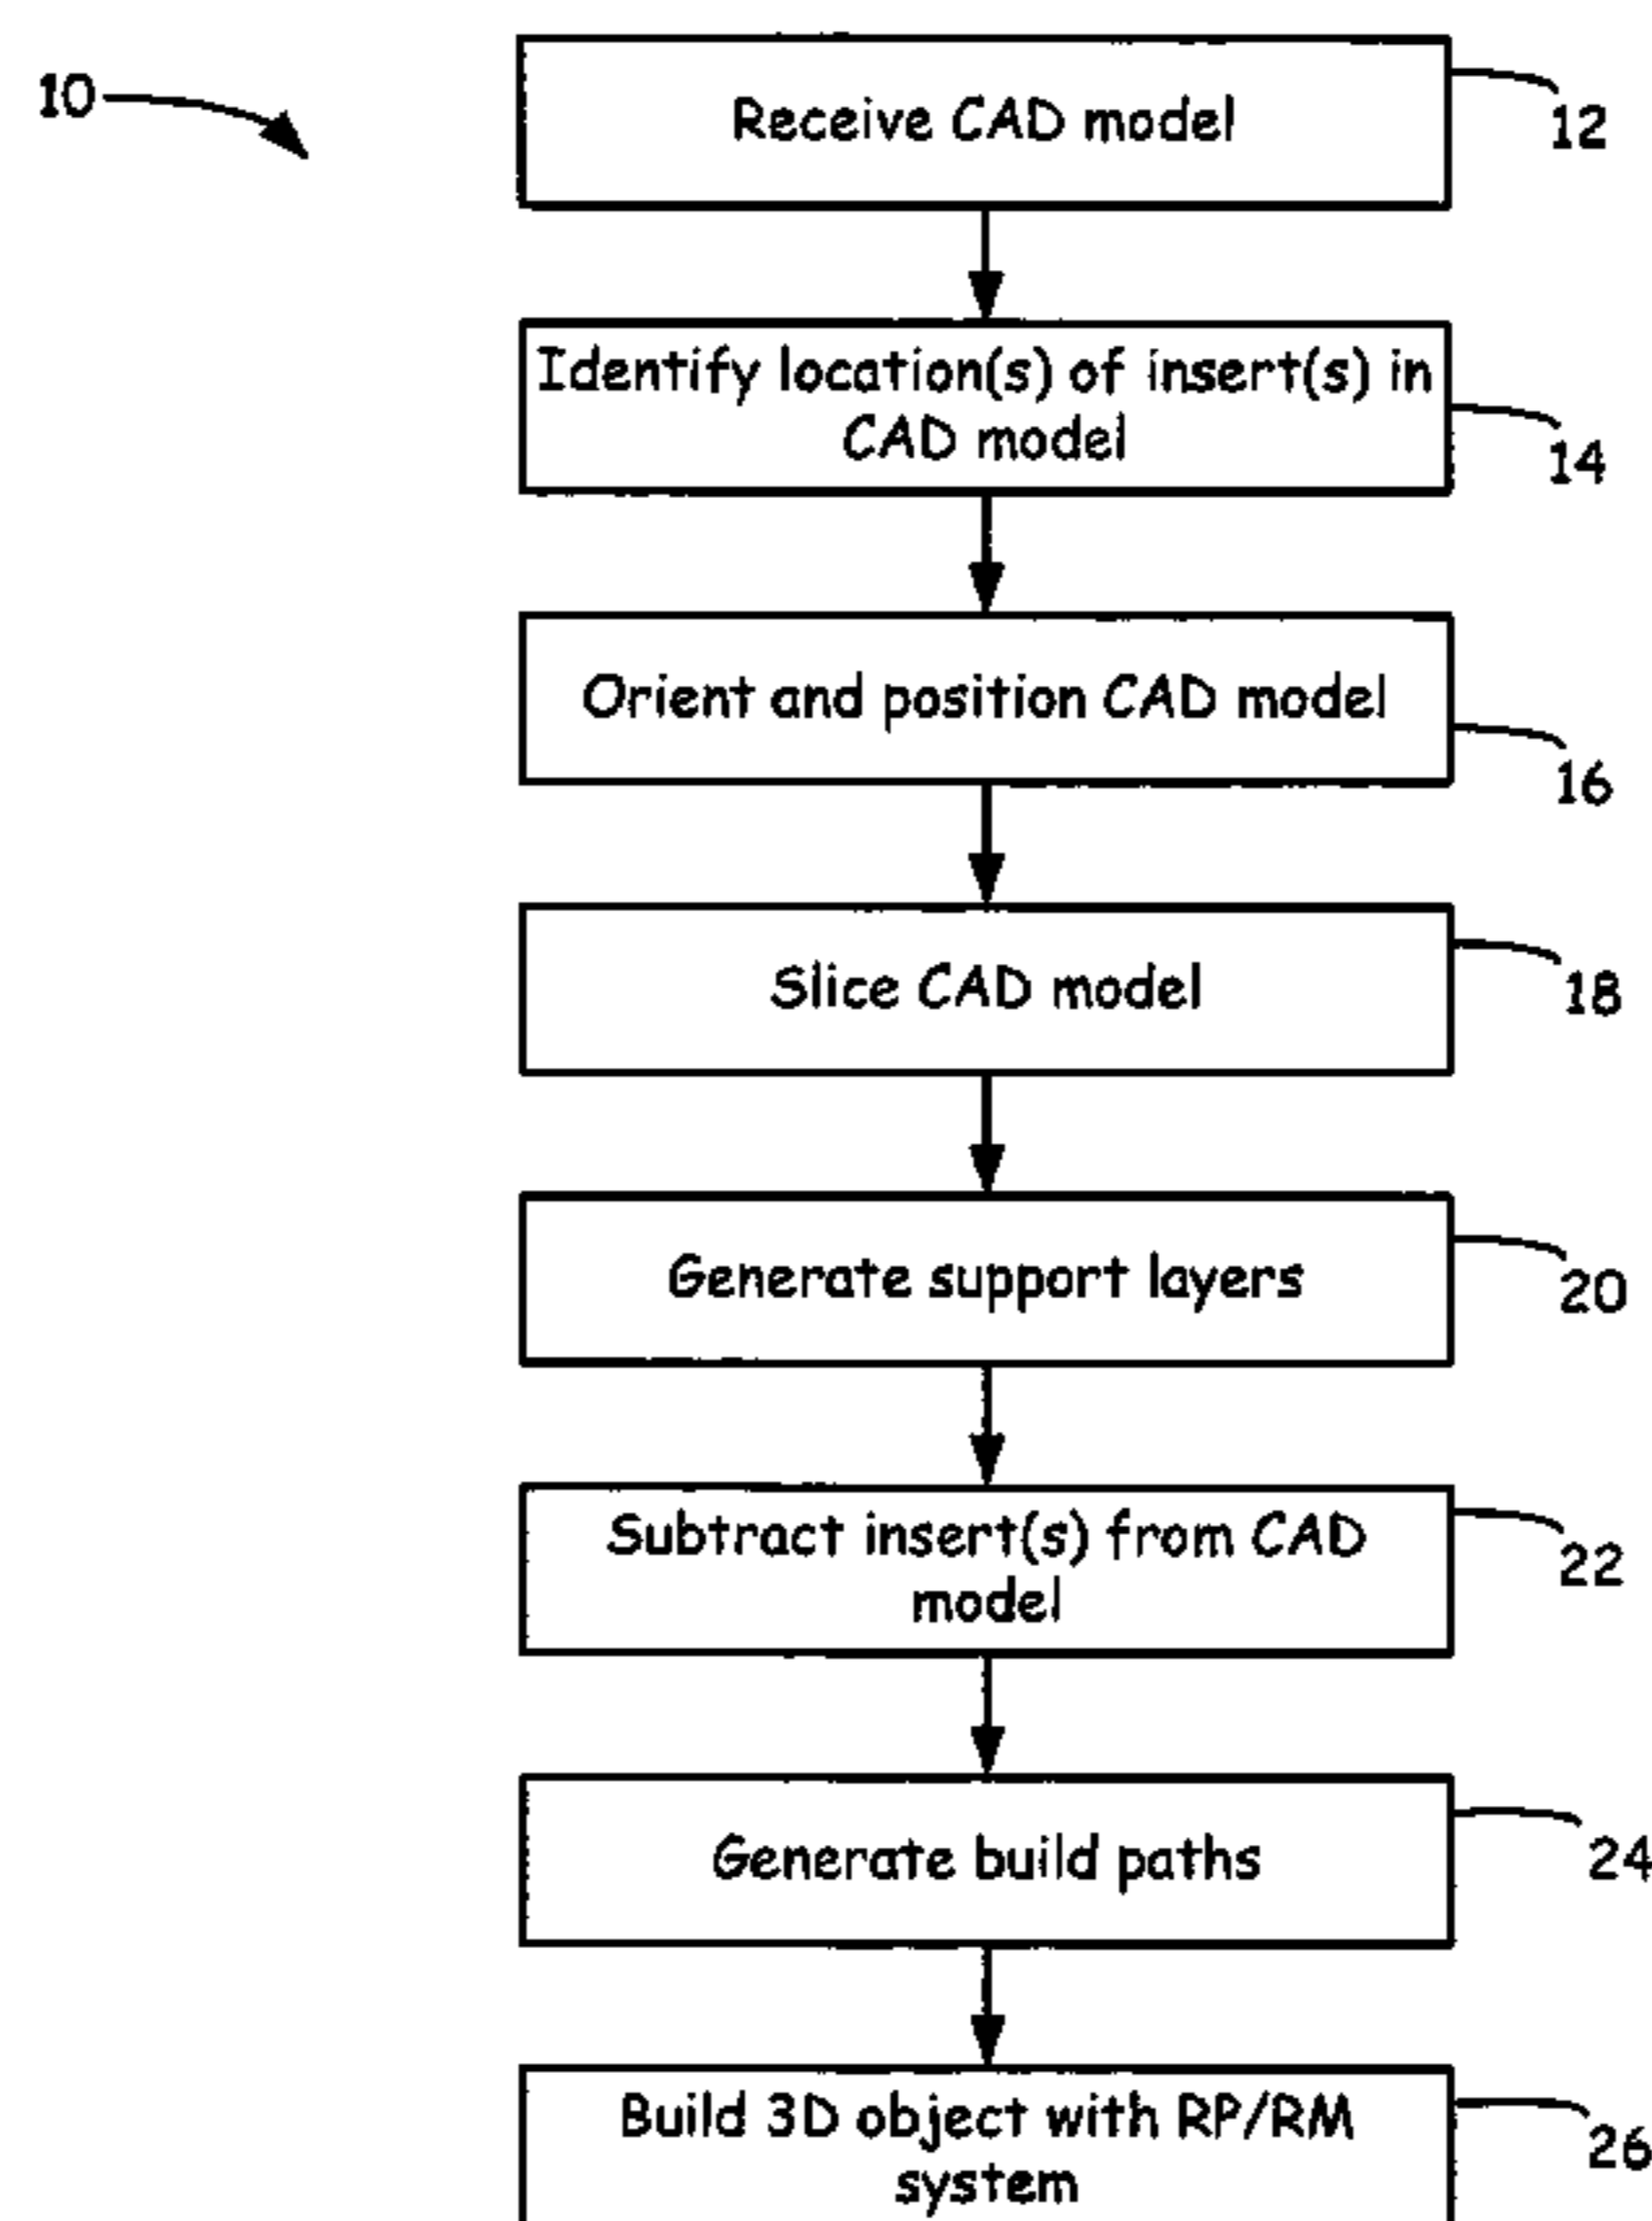 10
Receive CAD model
12
Identify location(s) of insert(s) in
CAD model
14
Orient and position CAD model
16
Slice CAD model
18
Generate support layers
20
Subtract insert(s) from CAD
model
22
Generate build paths
24
Build 3D object with RP/RM
system
26